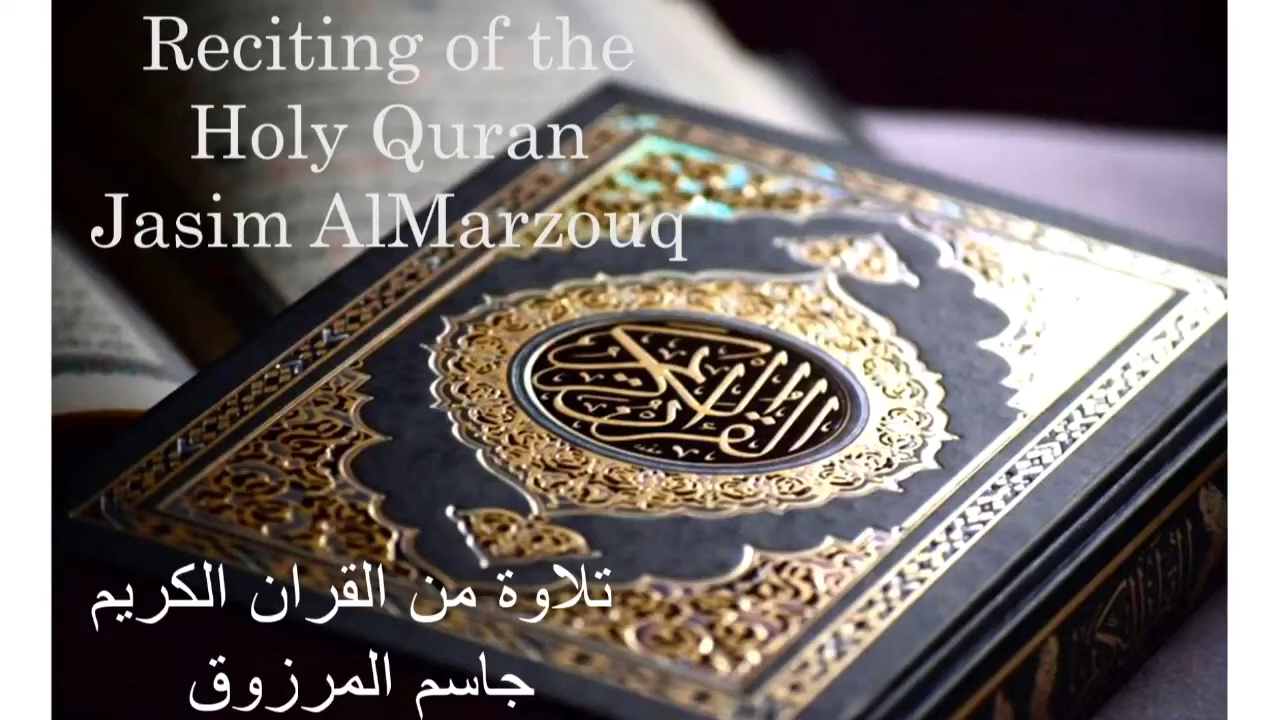 Reciting of the
Holy Quran
Jasim AlMarzouq
القرآن الكريم
تلاوة من القران الكريم
جاسم المرزوق